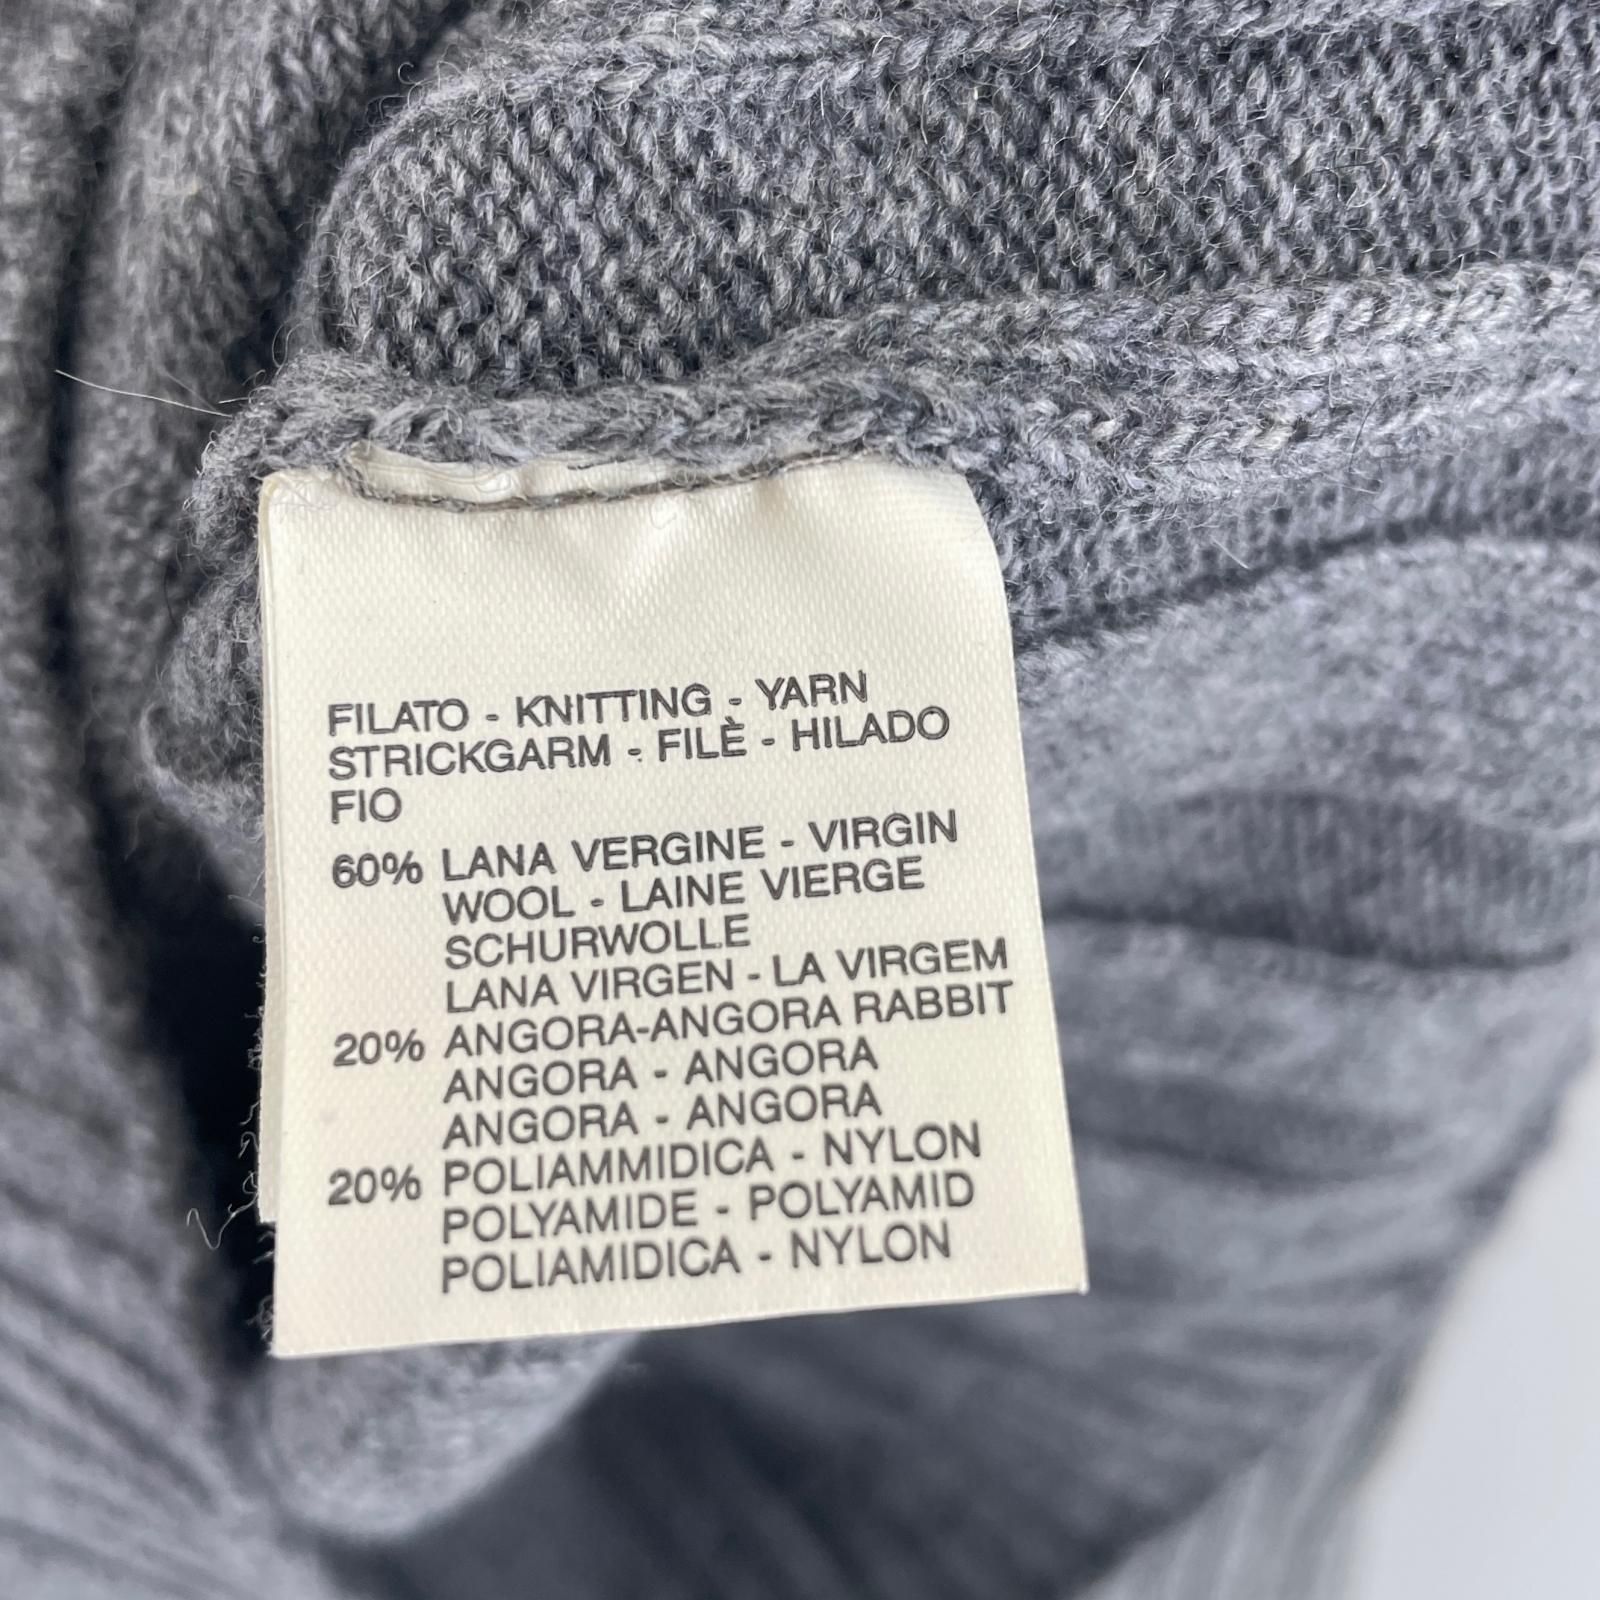 FILATO - KNITTING - YARN
STRICKGARM - FILÈ - HILADO
FIO
60% LANA VERGINE - VIRGIN
WOOL - LAINE VIERGE
SCHURWOLLE
LANA VIRGEN - LA VIRGEM
20% ANGORA-ANGORA RABBIT
ANGORA - ANGORA
ANGORA - ANGORA
20% POLIAMMIDICA - NYLON
POLYAMIDE - POLYAMID
POLIAMIDICA - NYLON